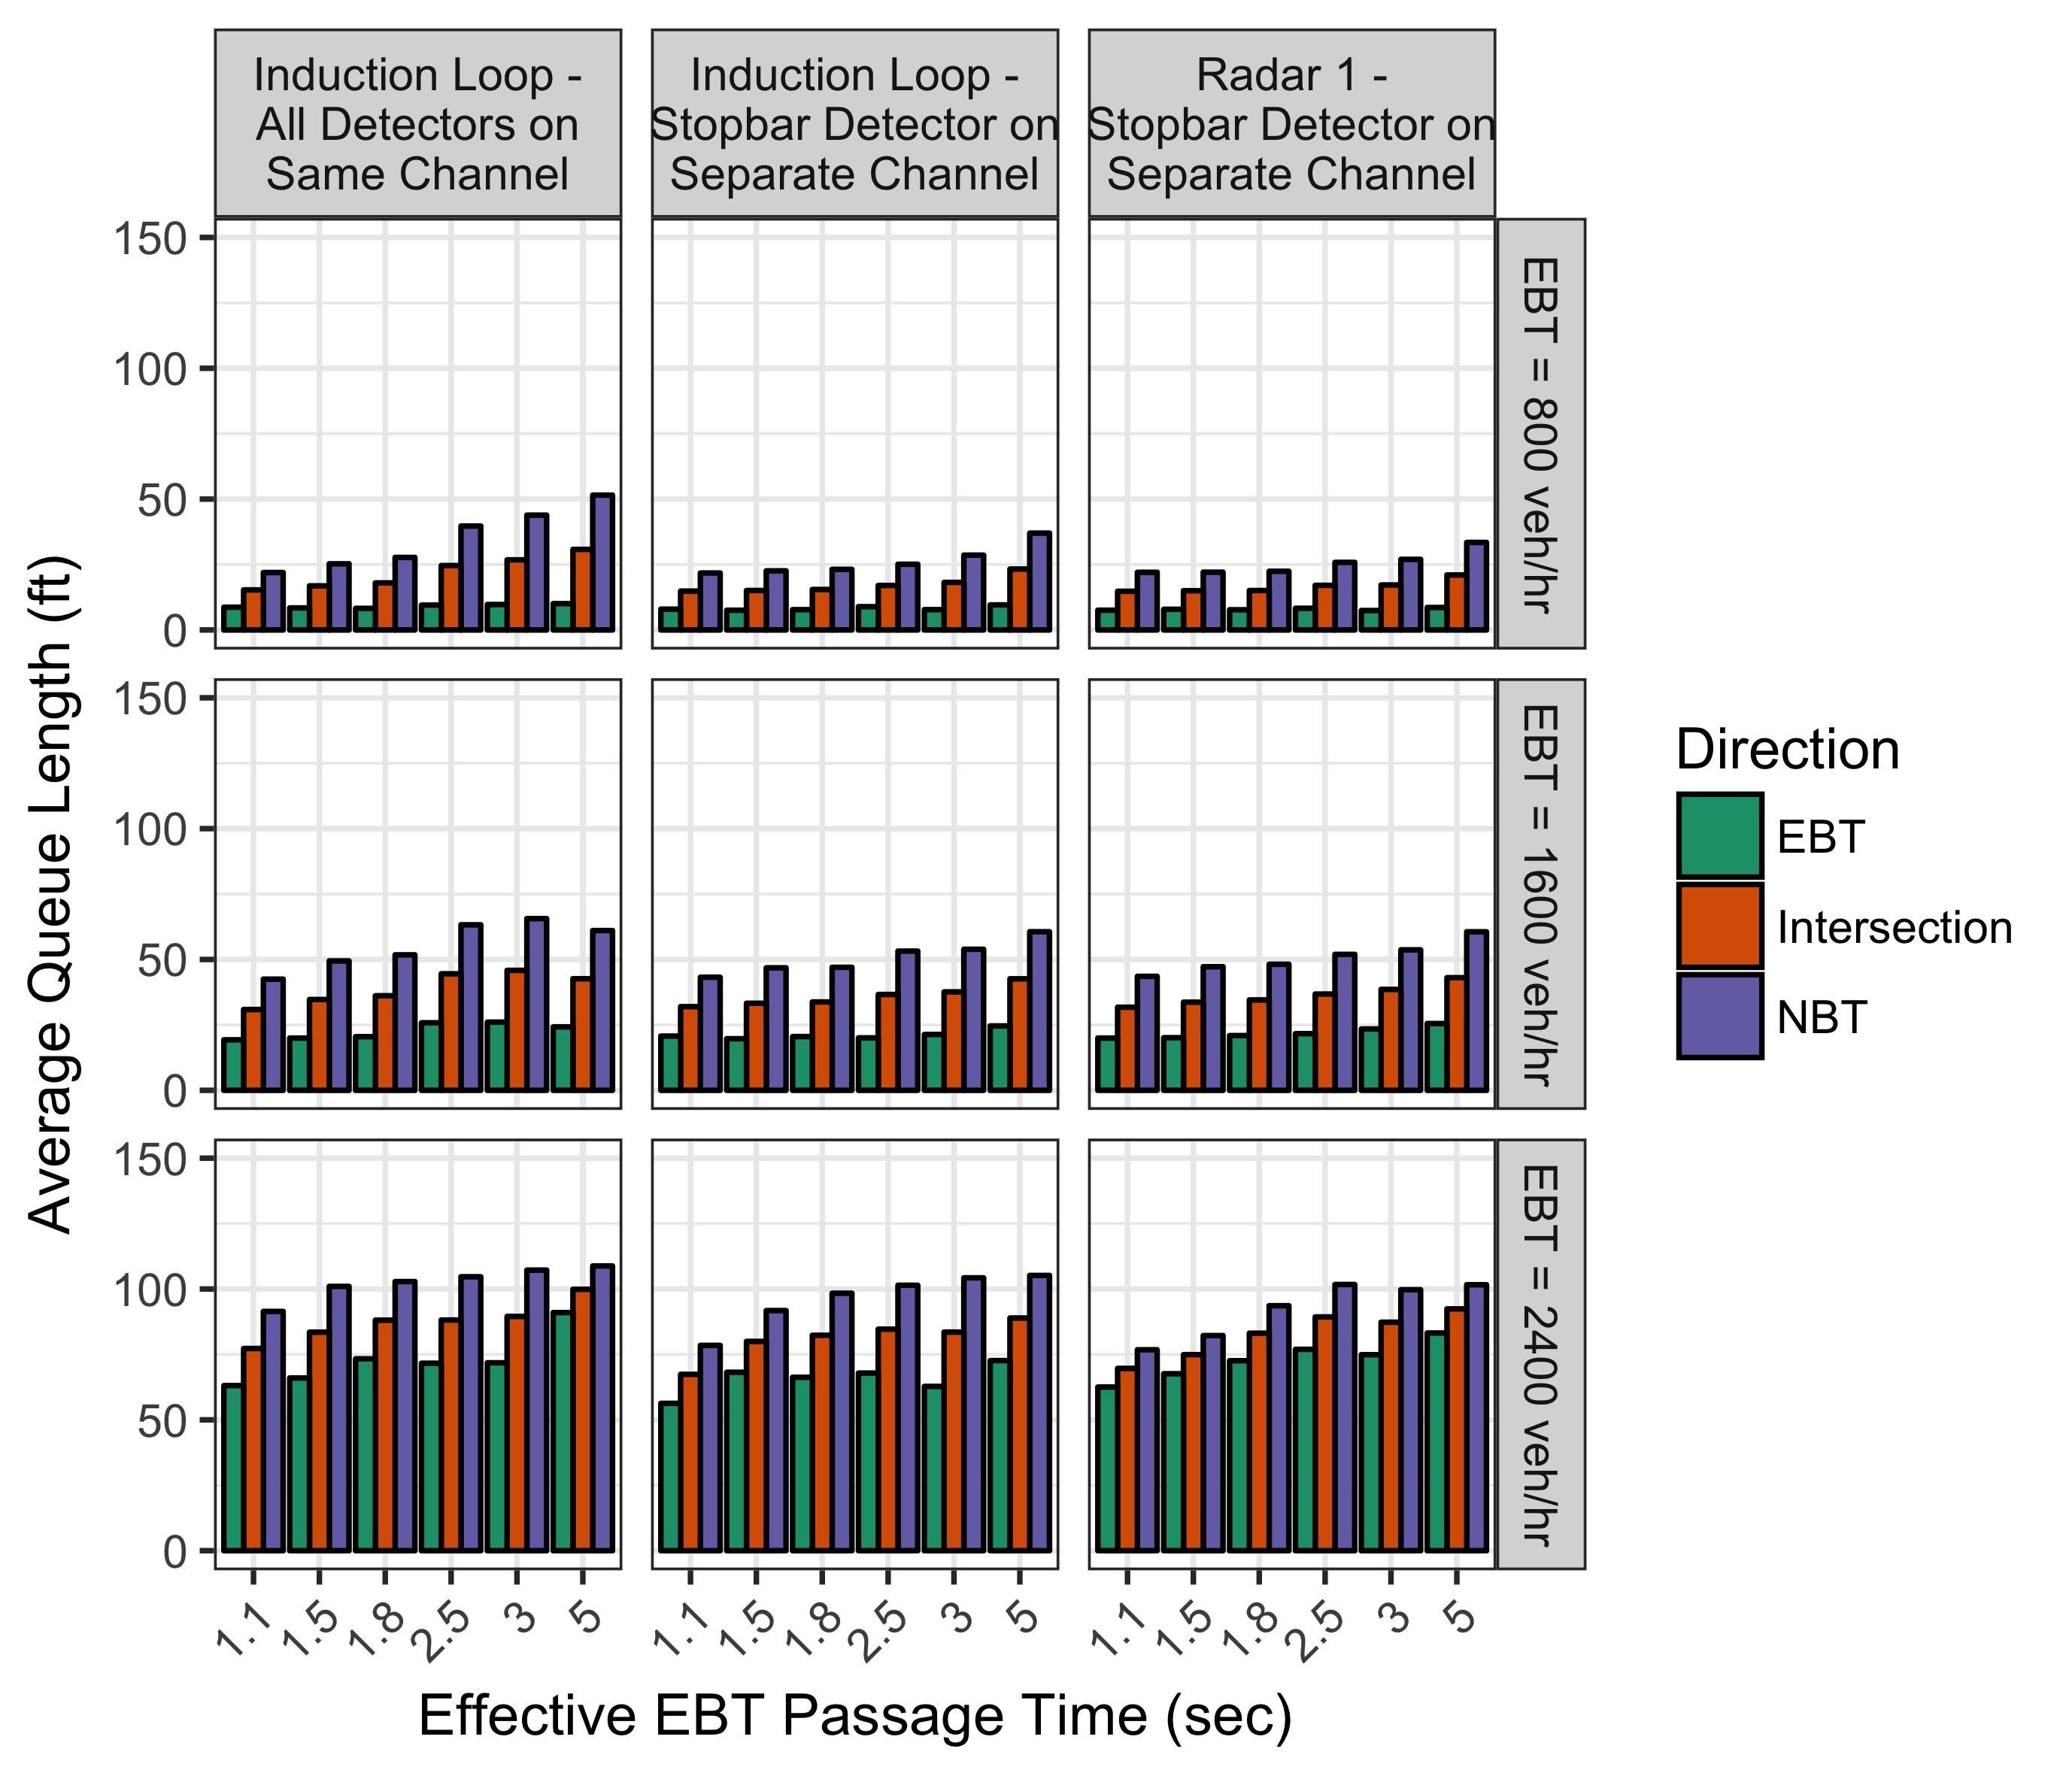 Induction Loop -
All Detectors on
Same Channel
Induction Loop -
Stopbar Detector on
Separate Channel
Radar 1 -
Stopbar Detector on
Separate Channel
150
100
50
0
EBT = 800 veh/hr
150
100
50
0
EBT = 1600 veh/hr
150
100
50
0
EBT = 2400 veh/hr
1.1 1.5 1.8 2.5 3 5
1.1 1.5 1.8 2.5 3 5
1.1 1.5 1.8 2.5 3 5
Effective EBT Passage Time (sec)
Average Queue Length (ft)
Direction
EBT
Intersection
NBT